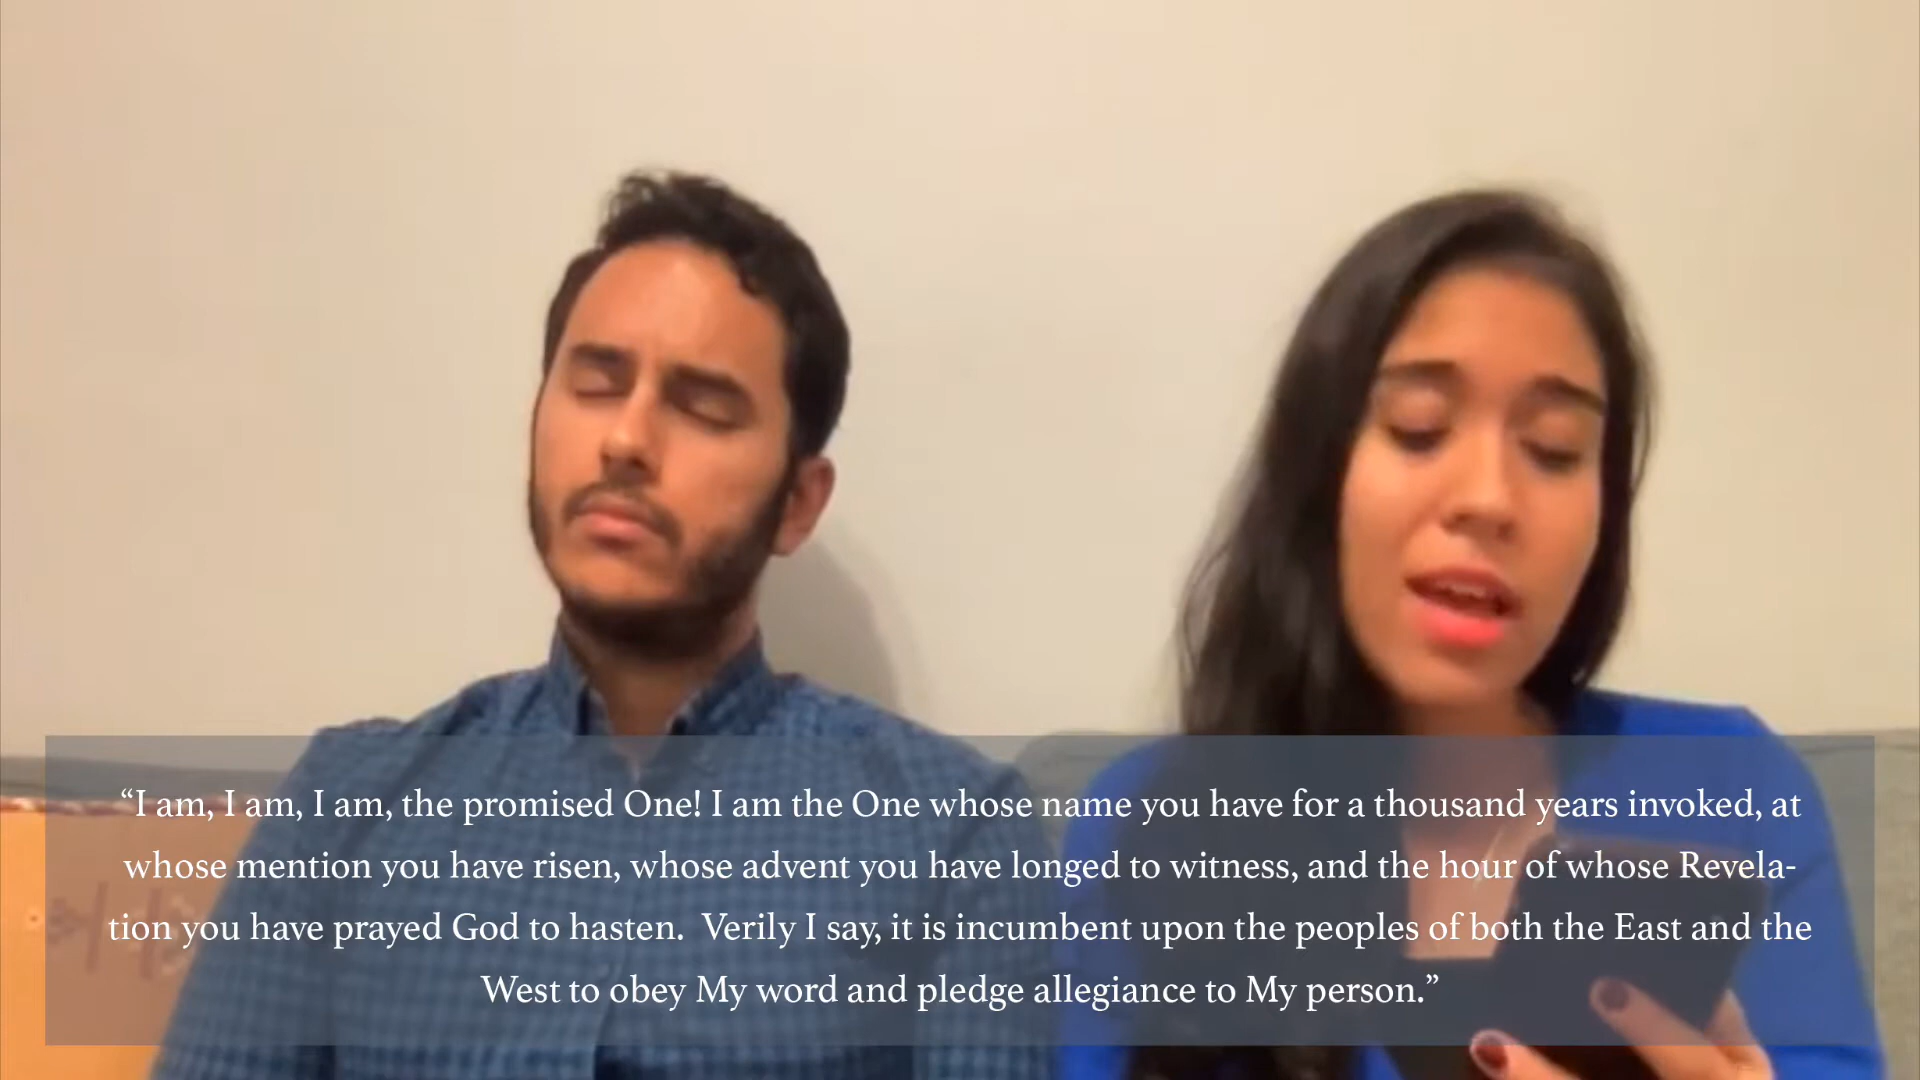 “I am, I am, I am, the promised One! I am the One whose name you have for a thousand years invoked, at
whose mention you have risen, whose advent you have longed to witness, and the hour of whose Revela-
tion you have prayed God to hasten.  Verily I say, it is incumbent upon the peoples of both the East and the
West to obey My word and pledge allegiance to My person.”